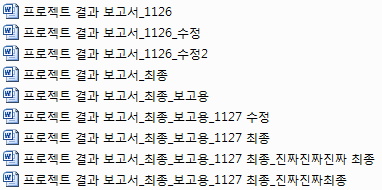 프로젝트 결과 보고서_1126
프로젝트 결과 보고서_1126_수정
프로젝트 결과 보고서_1126_수정2
프로젝트 결과 보고서_최종
프로젝트 결과 보고서_최종_보고용
프로젝트 결과 보고서_최종_보고용_1127 수정
프로젝트 결과 보고서_최종_보고용_1127 최종
프로젝트 결과 보고서_최종_보고용_1127 최종_진짜진짜진짜 최종
프로젝트 결과 보고서_최종_보고용_1127 최종_진짜진짜최종